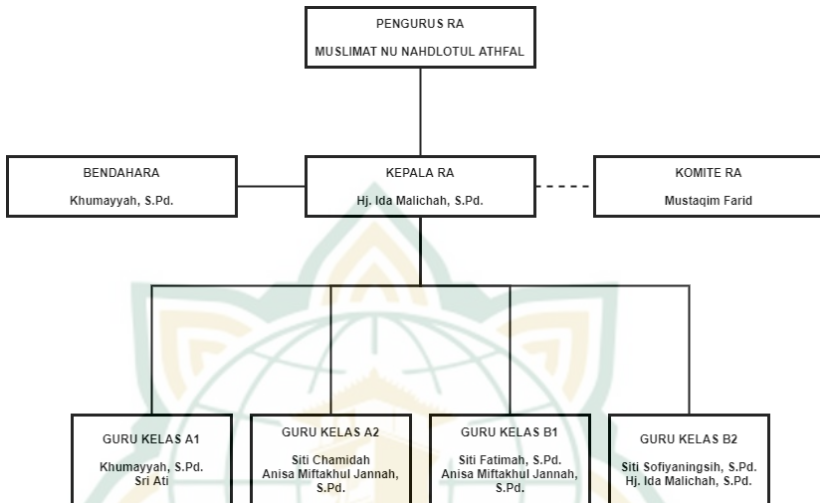 PENGURUS RA
MUSLIMAT NU NAHDLOTUL ATHFAL
BENDAHARA
Khumayyah, S.Pd.
KEPALA RA
Hj. Ida Malichah, S.Pd.
KOMITE RA
Mustaqim Farid
GURU KELAS A1
Khumayyah, S.Pd.
Sri Ati
GURU KELAS A2
Siti Chamidah
Anisa Miftakhul Jannah,
S.Pd.
GURU KELAS B1
Siti Fatimah, S.Pd.
Anisa Miftakhul Jannah,
S.Pd.
GURU KELAS B2
Siti Sofiyaningsih, S.Pd.
Hj. Ida Malichah, S.Pd.